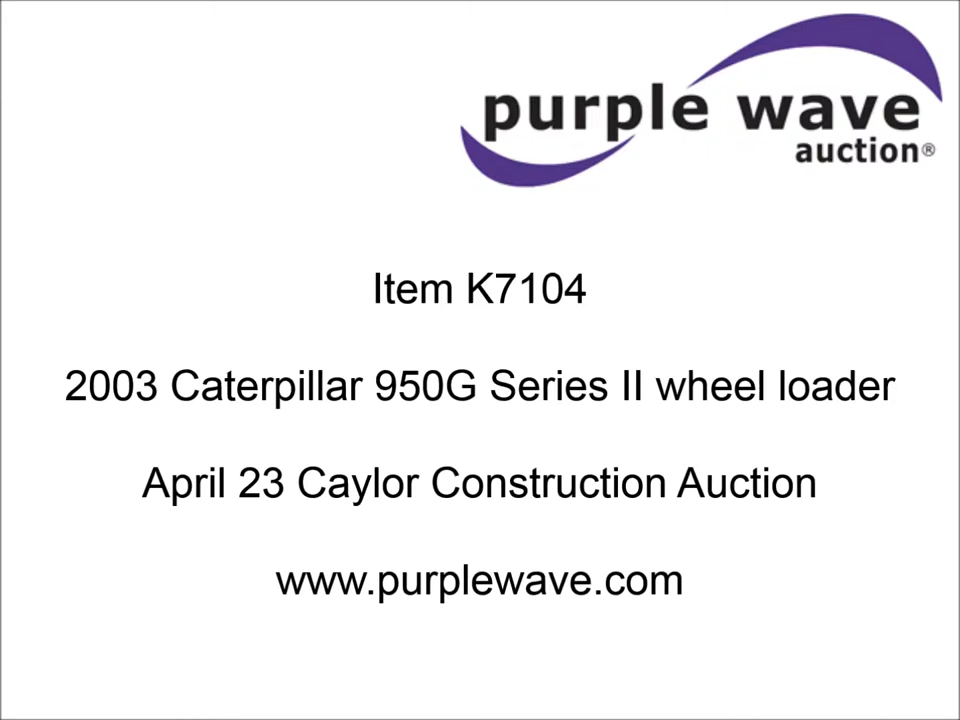 purple wave
auction®
Item K7104
2003 Caterpillar 950G Series II wheel loader
April 23 Caylor Construction Auction
www.purplewave.com